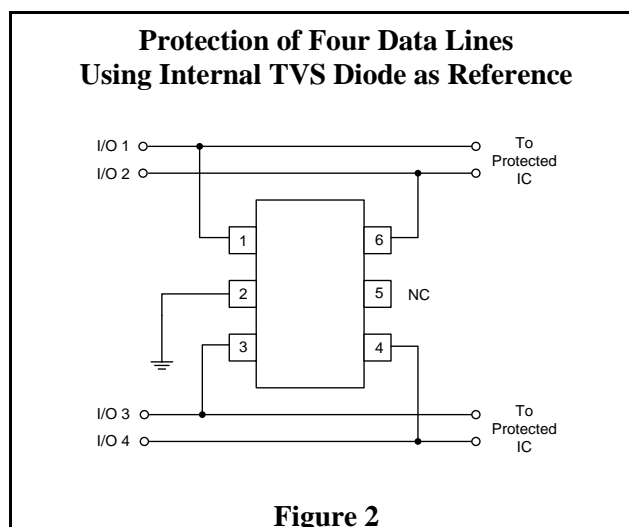 Protection of Four Data Lines
Using Internal TVS Diode as Reference
I/O 1
To
Protected
IC
I/O 2
1
6
2
5
NC
3
4
I/O 3
To
Protected
IC
I/O 4
Figure 2